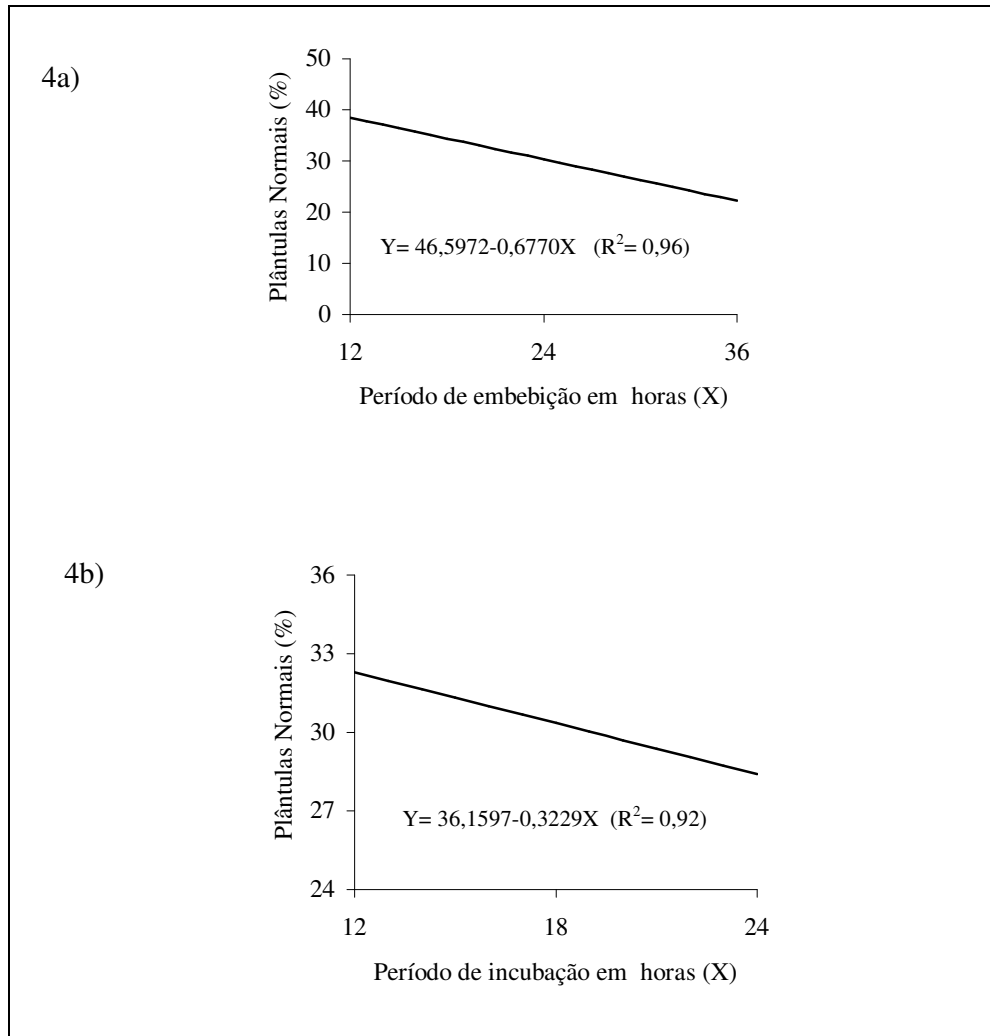 4a)
Plântulas Normais (%)
50
40
30
20
10
0
Y= 46,5972-0,6770X (R²= 0,96)
12 24 36
Período de embebição em horas (X)
4b)
Plântulas Normais (%)
36
33
30
27
24
Y= 36,1597-0,3229X (R²= 0,92)
12 18 24
Período de incubação em horas (X)